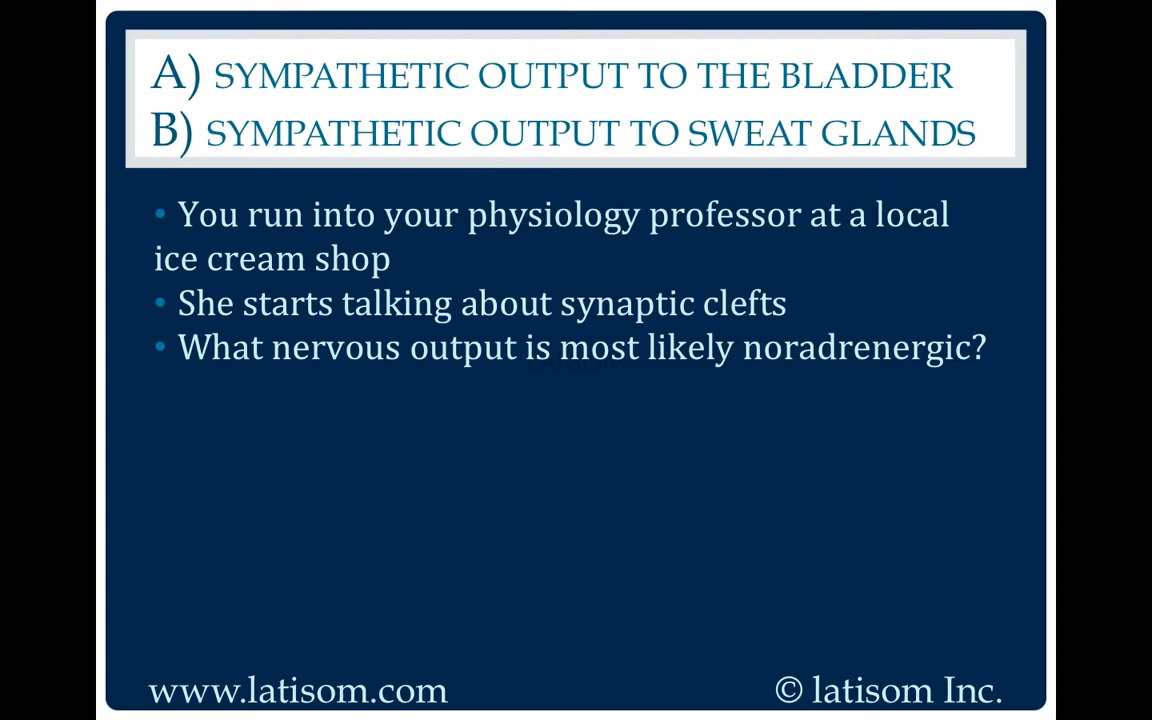 A) SYMPATHETIC OUTPUT TO THE BLADDER
B) SYMPATHETIC OUTPUT TO SWEAT GLANDS
• You run into your physiology professor at a local
ice cream shop
• She starts talking about synaptic clefts
• What nervous output is most likely noradrenergic?
www.latisom.com
© latisom Inc.